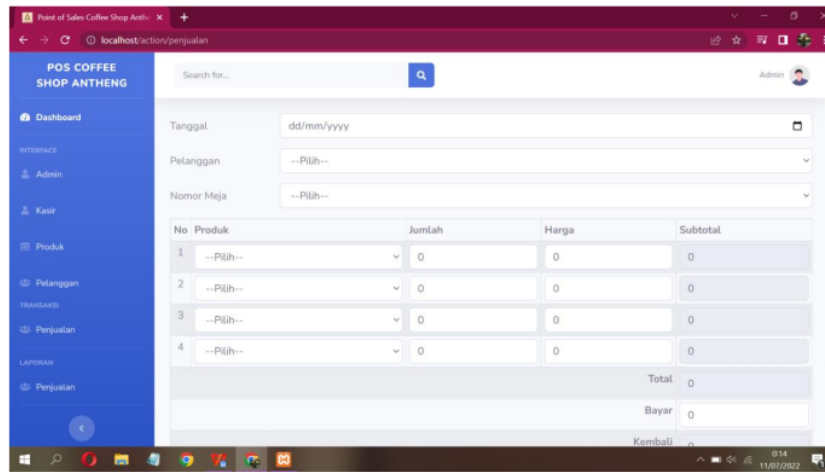 Point of Sales Coffee Shop Anthe
localhost/action/penjualan
POS COFFEE
SHOP ANTHENG
Search for...
Admin
Dashboard
INTERFACE
Admin
Kasir
Produk
Pelanggan
TRANSAKSI
Penjualan
LAPORAN
Penjualan
Tanggal
dd/mm/yyyy
Pelanggan
--Pilih--
Nomor Meja
--Pilih--
No Produk Jumlah Harga Subtotal
1 --Pilih-- 0 0 0
2 --Pilih-- 0 0 0
3 --Pilih-- 0 0 0
4 --Pilih-- 0 0 0
Total 0
Bayar 0
Kembali 0
0:14
11/07/2022